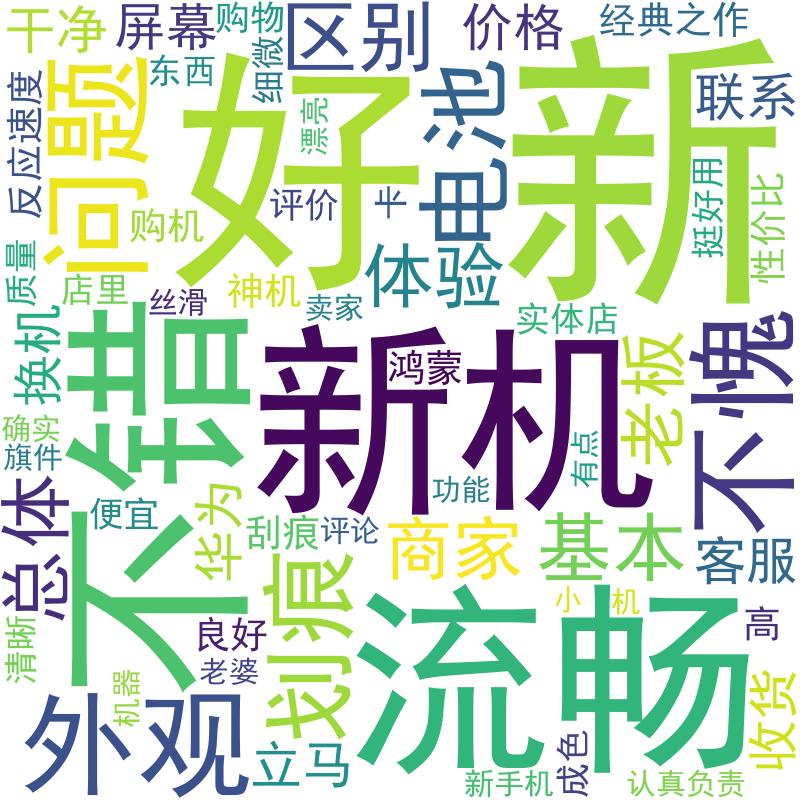 干净
屏幕
购物
区别
价格
经典之作
东西
细微
问题
反应速度
好
新
漂亮
电池
联系
评价
卡
挺好用
性价比
购机
质量
店里
丝滑
神机
卖家
体验
实体店
换机
不错
新机
鸿蒙
老板
不愧
确实
旗件
有点
功能
总体
便宜
华为
刮痕
评论
商家
基本
客服
划痕
流畅
小
机
高
清晰
良好
老婆
机器
外观
立马
成色
收货
新手机
认真负责